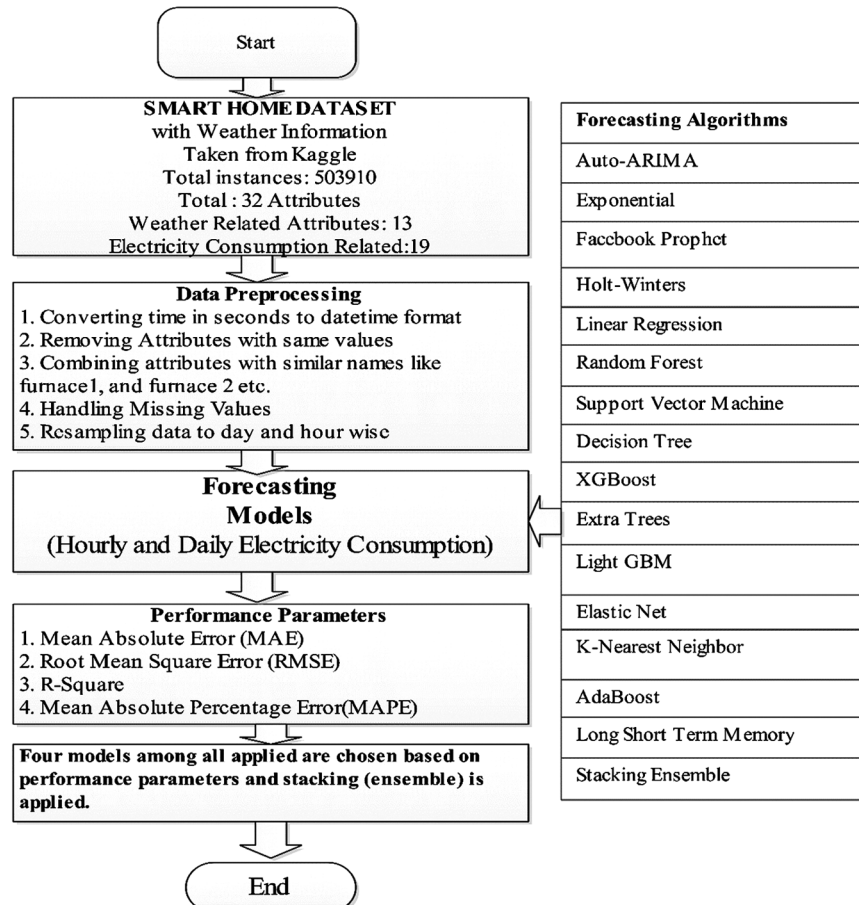 Start
SMART HOME DATASET
with Weather Information
Taken from Kaggle
Total instances: 503910
Total : 32 Attributes
Weather Related Attributes: 13
Electricity Consumption Related:19
Data Preprocessing
1. Converting time in seconds to datetime format
2. Removing Attributes with same values
3. Combining attributes with similar names like
furnace1, and furnace 2 etc.
4. Handling Missing Values
5. Resampling data to day and hour wise
Forecasting
Models
(Hourly and Daily Electricity Consumption)
Performance Parameters
1. Mean Absolute Error (MAE)
2. Root Mean Square Error (RMSE)
3. R-Square
4. Mean Absolute Percentage Error(MAPE)
Four models among all applied are chosen based on
performance parameters and stacking (ensemble) is
applied.
End
Forecasting Algorithms
Auto-ARIMA
Exponential
Facebook Prophet
Holt-Winters
Linear Regression
Random Forest
Support Vector Machine
Decision Tree
XGBoost
Extra Trees
Light GBM
Elastic Net
K-Nearest Neighbor
AdaBoost
Long Short Term Memory
Stacking Ensemble